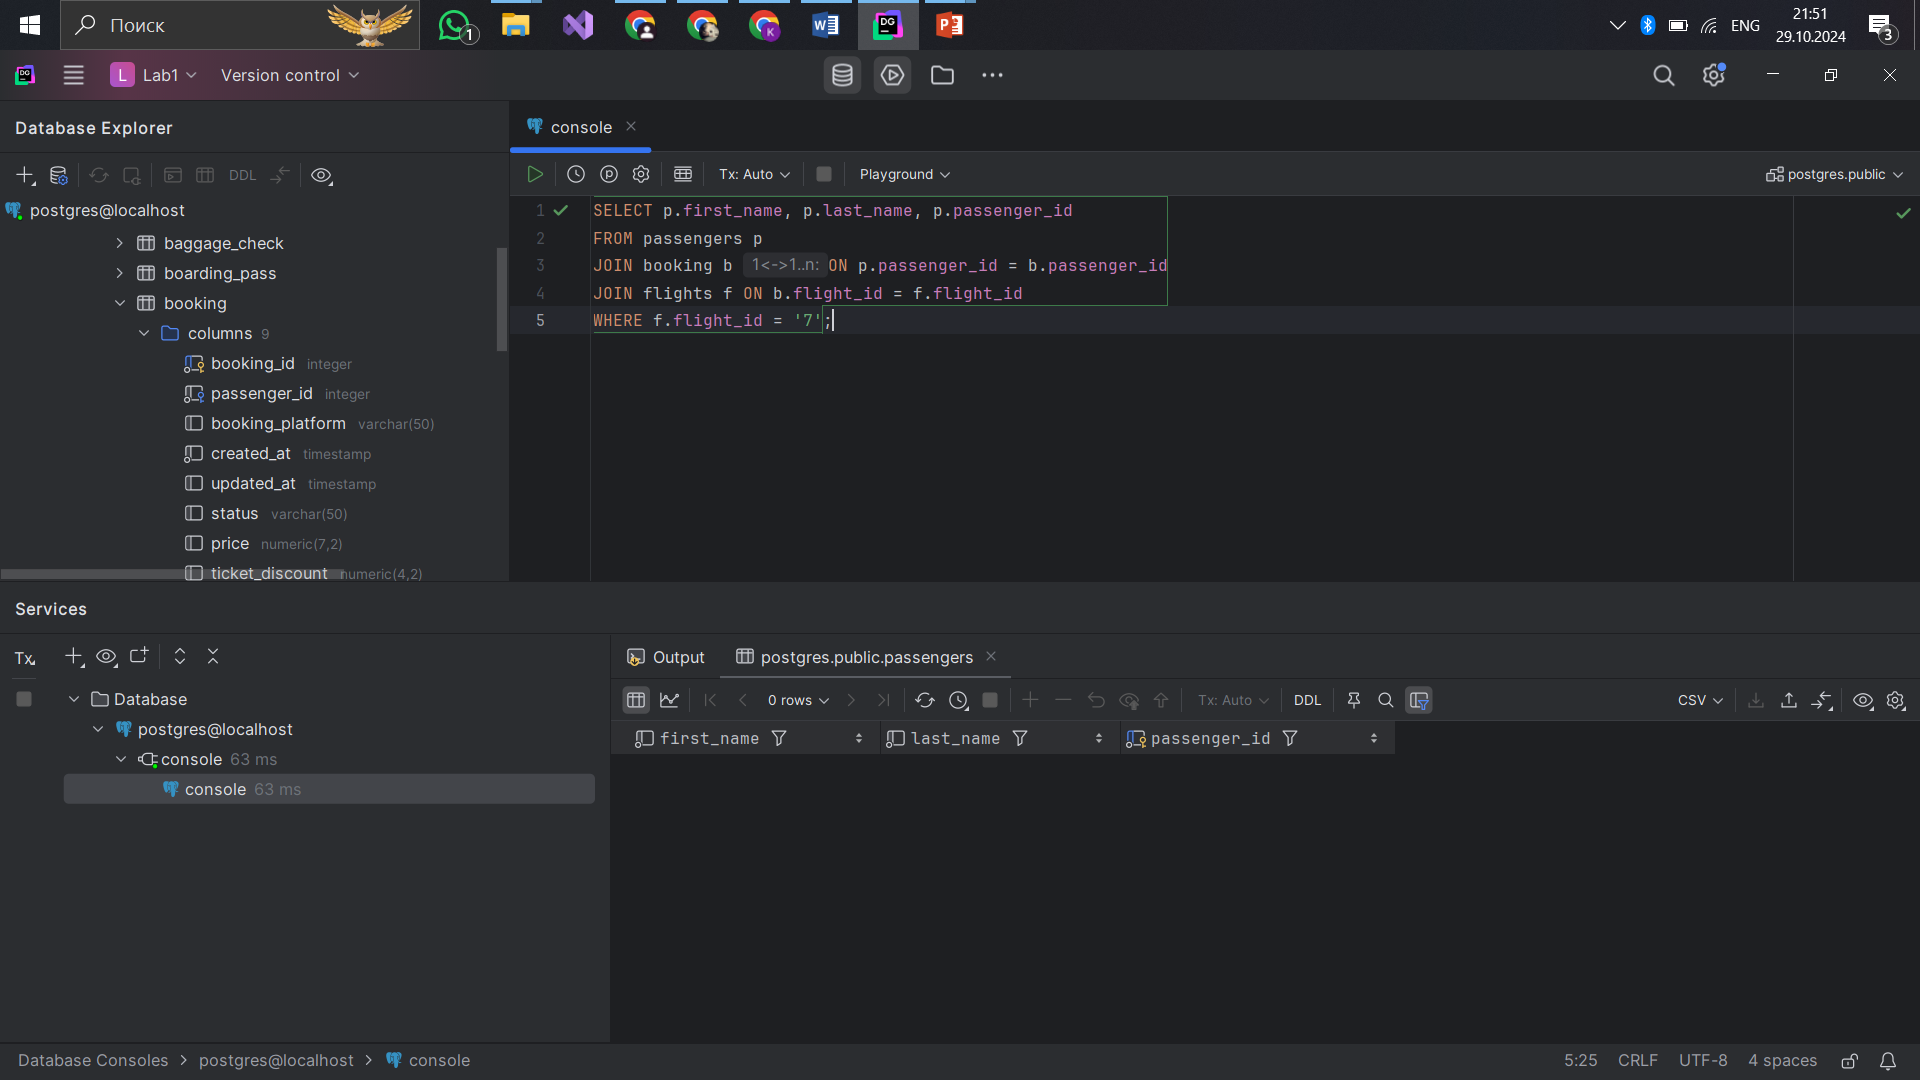 Поиск
1
ENG
21:51
29.10.2024
3
L Lab1
Version control
Database Explorer
console
DDL
Tx: Auto
Playground
postgres.public
postgres@localhost
baggage_check
boarding_pass
booking
columns 9
booking_id integer
passenger_id integer
booking_platform varchar(50)
created_at timestamp
updated_at timestamp
status varchar(50)
price numeric(7,2)
ticket_discount numeric(4,2)
1 SELECT p.first_name, p.last_name, p.passenger_id
2 FROM passengers p
3 JOIN booking b 1<->1..n: ON p.passenger_id = b.passenger_id
4 JOIN flights f ON b.flight_id = f.flight_id
5 WHERE f.flight_id = '7';
Services
Tx
Database
postgres@localhost
console 63 ms
console 63 ms
Output
postgres.public.passengers
0 rows
Tx: Auto
DDL
CSV
first_name
last_name
passenger_id
Database Consoles > postgres@localhost > console
5:25
CRLF
UTF-8
4 spaces